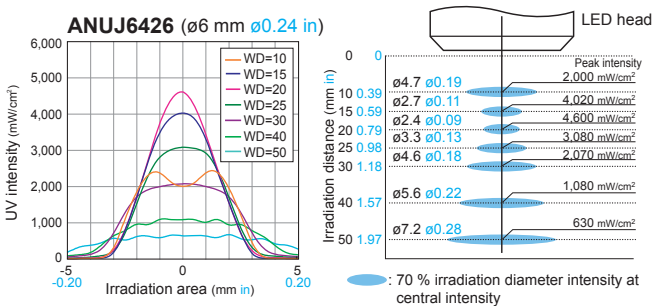 ANUJ6426 (ø6 mm ø0.24 in)
UV intensity (mW/cm²)
6,000
5,000
4,000
3,000
2,000
1,000
0
WD=10
WD=15
WD=20
WD=25
WD=30
WD=40
WD=50
-5 0 5
-0.20 0.20
Irradiation area (mm in)
LED head
Irradiation distance (mm in)
0 0
Peak intensity
ø4.7 ø0.19 2,000 mW/cm²
10 0.39
ø2.7 ø0.11 4,020 mW/cm²
15 0.59
ø2.4 ø0.09 4,600 mW/cm²
20 0.79
ø3.3 ø0.13 3,080 mW/cm²
25 0.98
ø4.6 ø0.18 2,070 mW/cm²
30 1.18
ø5.6 ø0.22 1,080 mW/cm²
40 1.57
ø7.2 ø0.28 630 mW/cm²
50 1.97
: 70 % irradiation diameter intensity at
central intensity